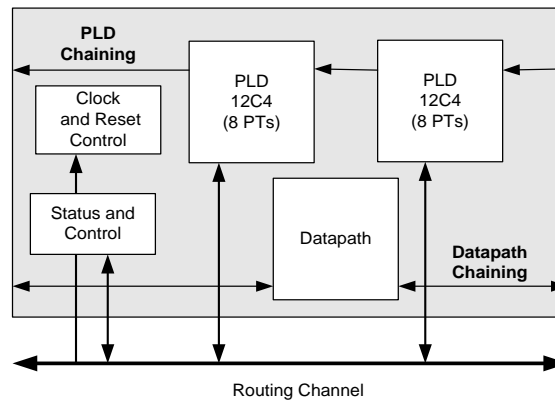 PLD
Chaining
PLD
12C4
(8 PTs)
PLD
12C4
(8 PTs)
Clock
and Reset
Control
Status and
Control
Datapath
Datapath
Chaining
Routing Channel